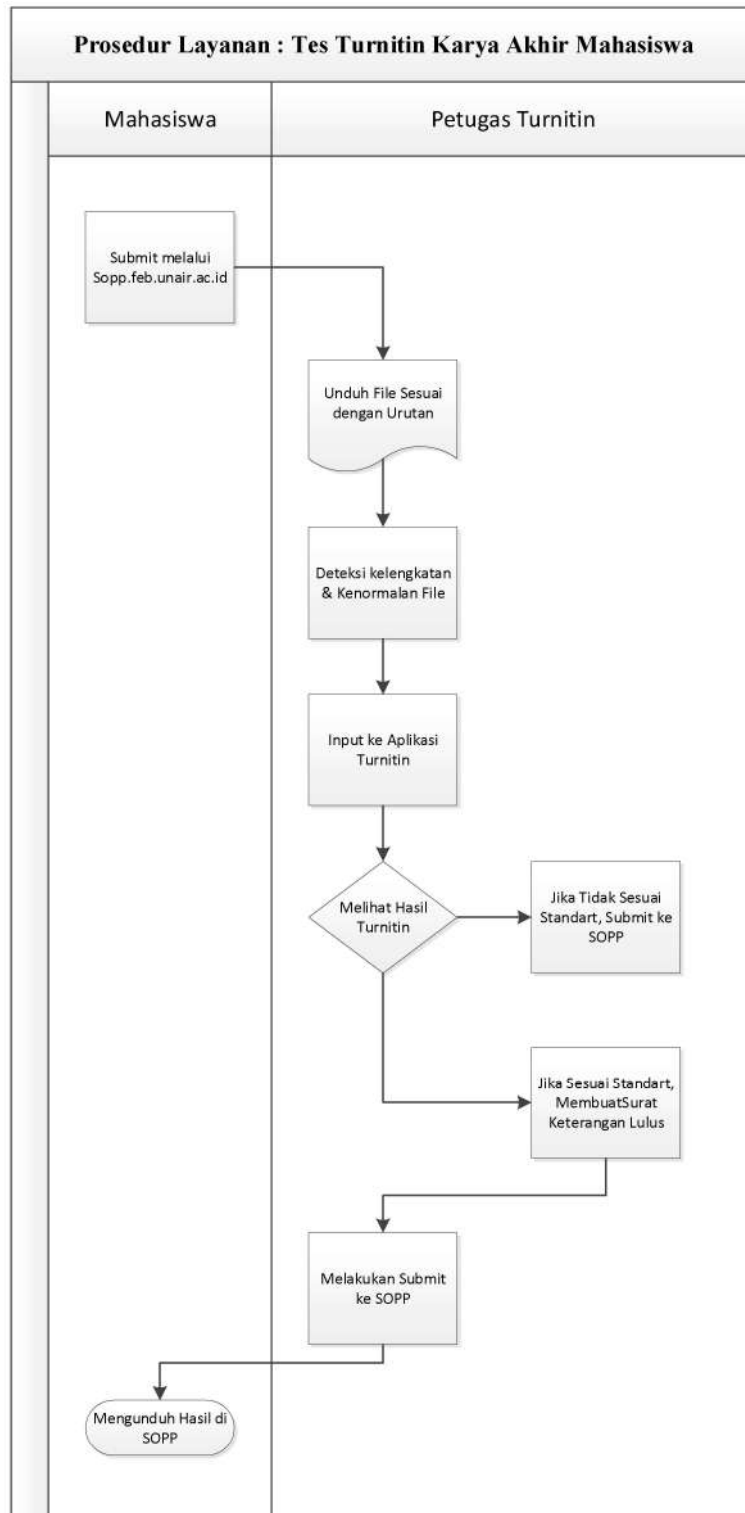 Prosedur Layanan : Tes Turnitin Karya Akhir Mahasiswa
Mahasiswa
Petugas Turnitin
Submit melalui
Sopp.feb.unair.ac.id
Unduh File Sesuai
dengan Urutan
Deteksi kelengkatan
& Kenormalan File
Input ke Aplikasi
Turnitin
Melihat Hasil
Turnitin
Jika Tidak Sesuai
Standart, Submit ke
SOPP
Jika Sesuai Standart,
MembuatSurat
Keterangan Lulus
Melakukan Submit
ke SOPP
Mengunduh Hasil di
SOPP